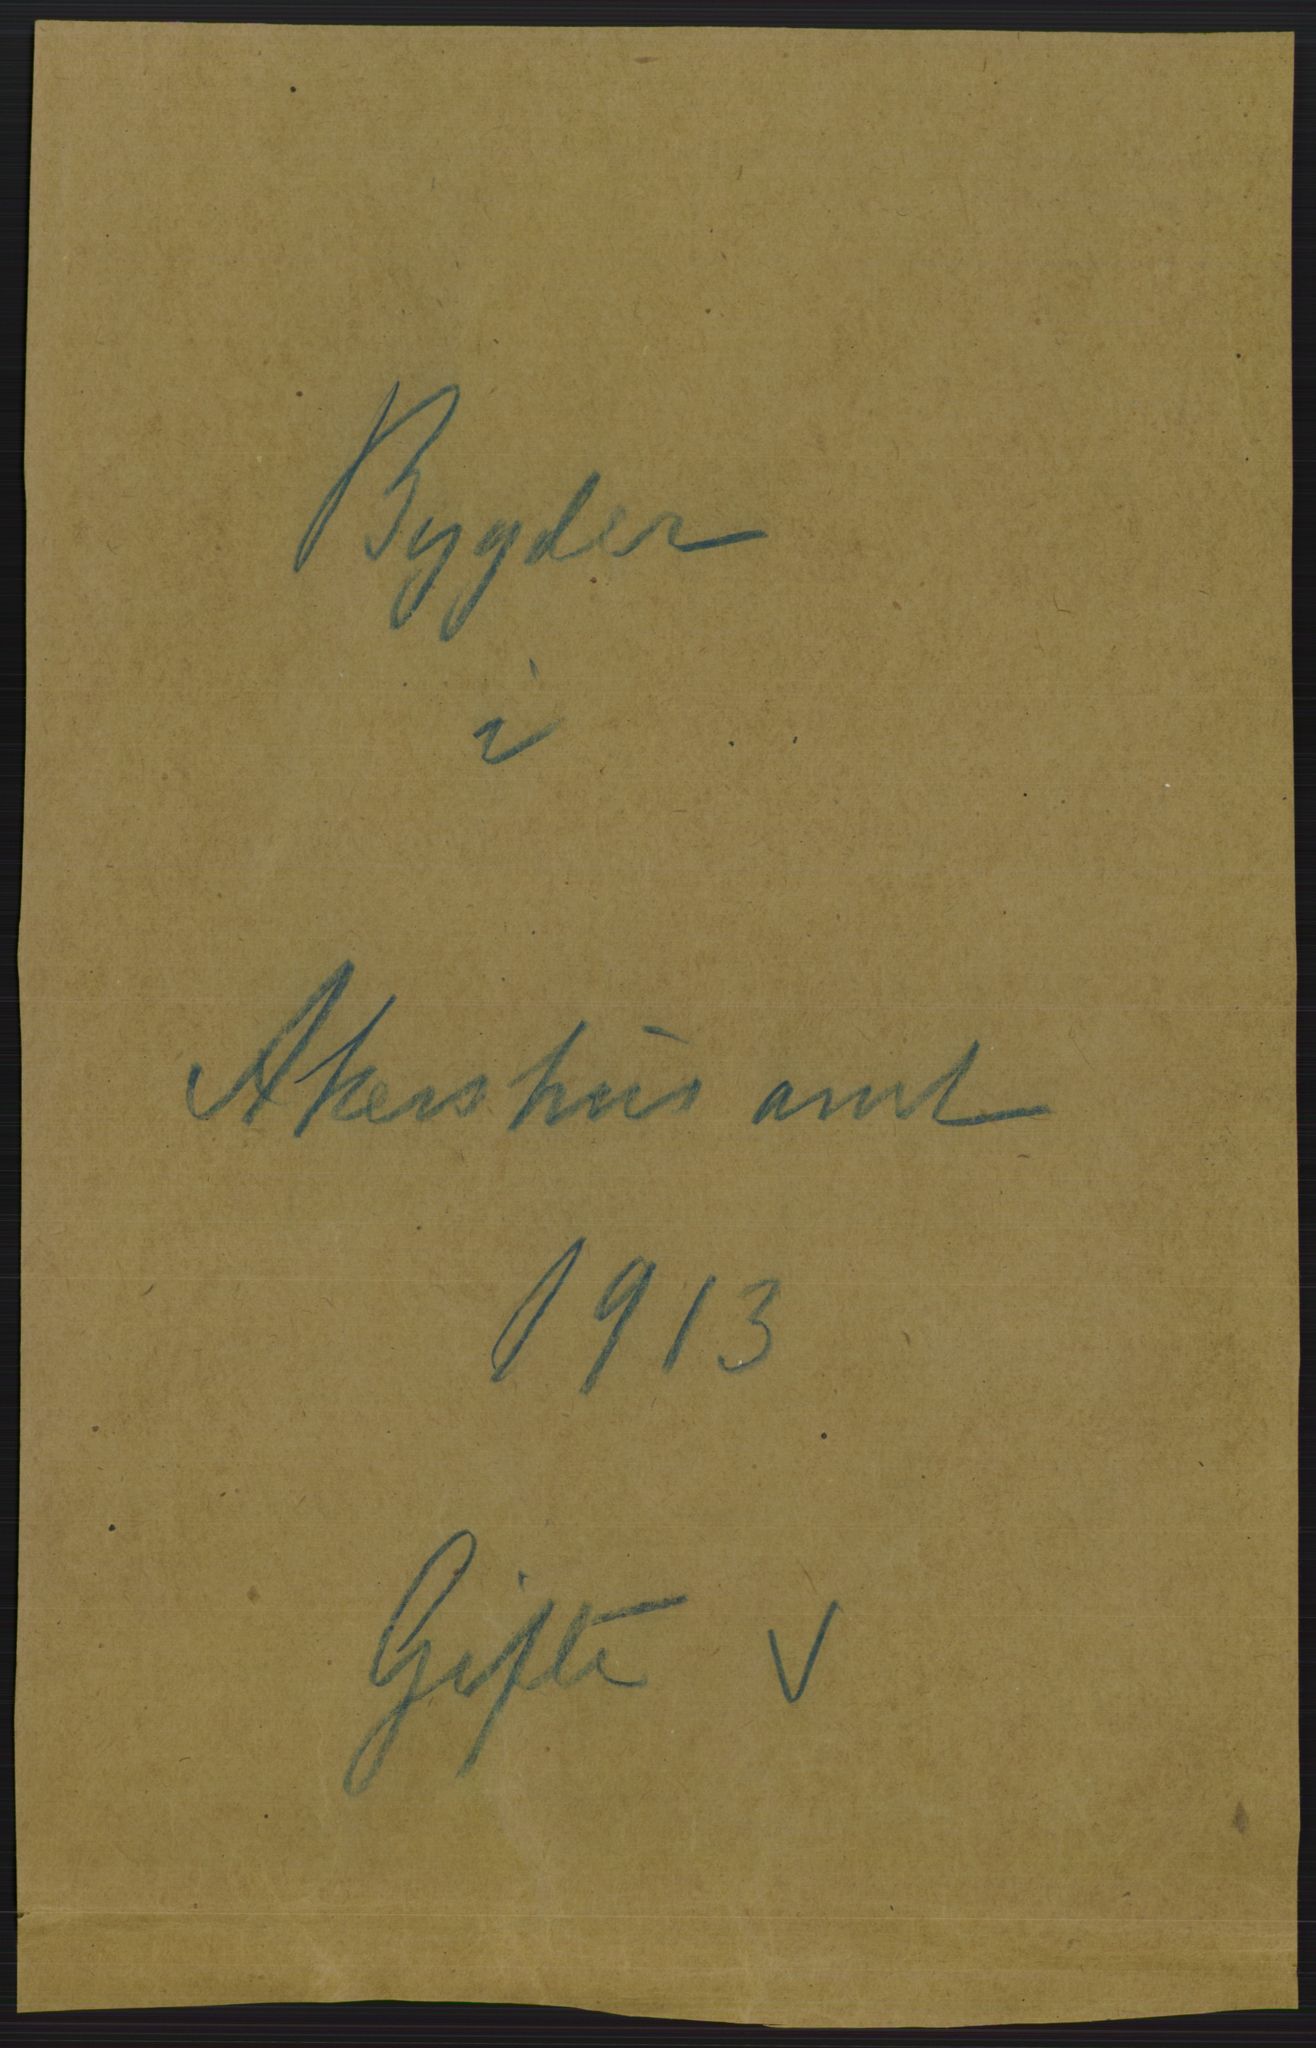 Bygder
i
Akershus amt
1913
Gifte V